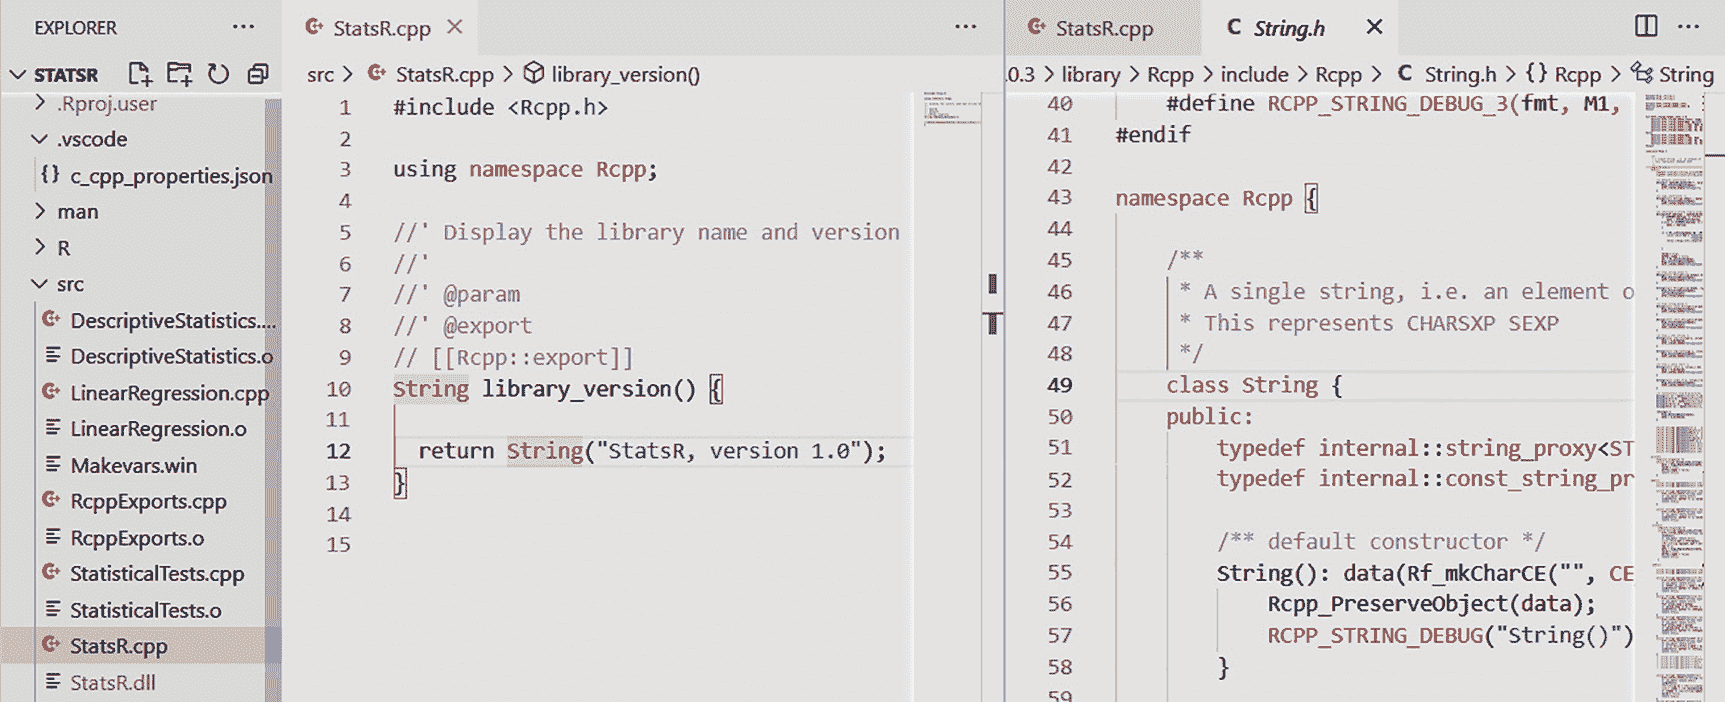 EXPLORER ...
STATSR
.Rproj.user
.vscode
{} c_cpp_properties.json
man
R
src
DescriptiveStatistics....
DescriptiveStatistics.o
LinearRegression.cpp
LinearRegression.o
Makevars.win
RcppExports.cpp
RcppExports.o
StatisticalTests.cpp
StatisticalTests.o
StatsR.cpp
StatsR.dll
StatsR.cpp ...
src > StatsR.cpp > library_version()
1 #include <Rcpp.h>
2
3 using namespace Rcpp;
4
5 //' Display the library name and version
6 //'
7 //' @param
8 //' @export
9 // [[Rcpp::export]]
10 String library_version() {
11
12 return String("StatsR, version 1.0");
13 }
14
15
StatsR.cpp C String.h ...
.0.3 > library > Rcpp > include > Rcpp > C String.h > {} Rcpp > String
40 #define RCPP_STRING_DEBUG_3(fmt, M1,
41 #endif
42
43 namespace Rcpp {
44
45 /**
46 * A single string, i.e. an element o
47 * This represents CHARSXP SEXP
48 */
49 class String {
50 public:
51 typedef internal::string_proxy<ST
52 typedef internal::const_string_pr
53
54 /** default constructor */
55 String(): data(Rf_mkCharCE("", CE
56 Rcpp_PreserveObject(data);
57 RCPP_STRING_DEBUG("String()")
58 }
59